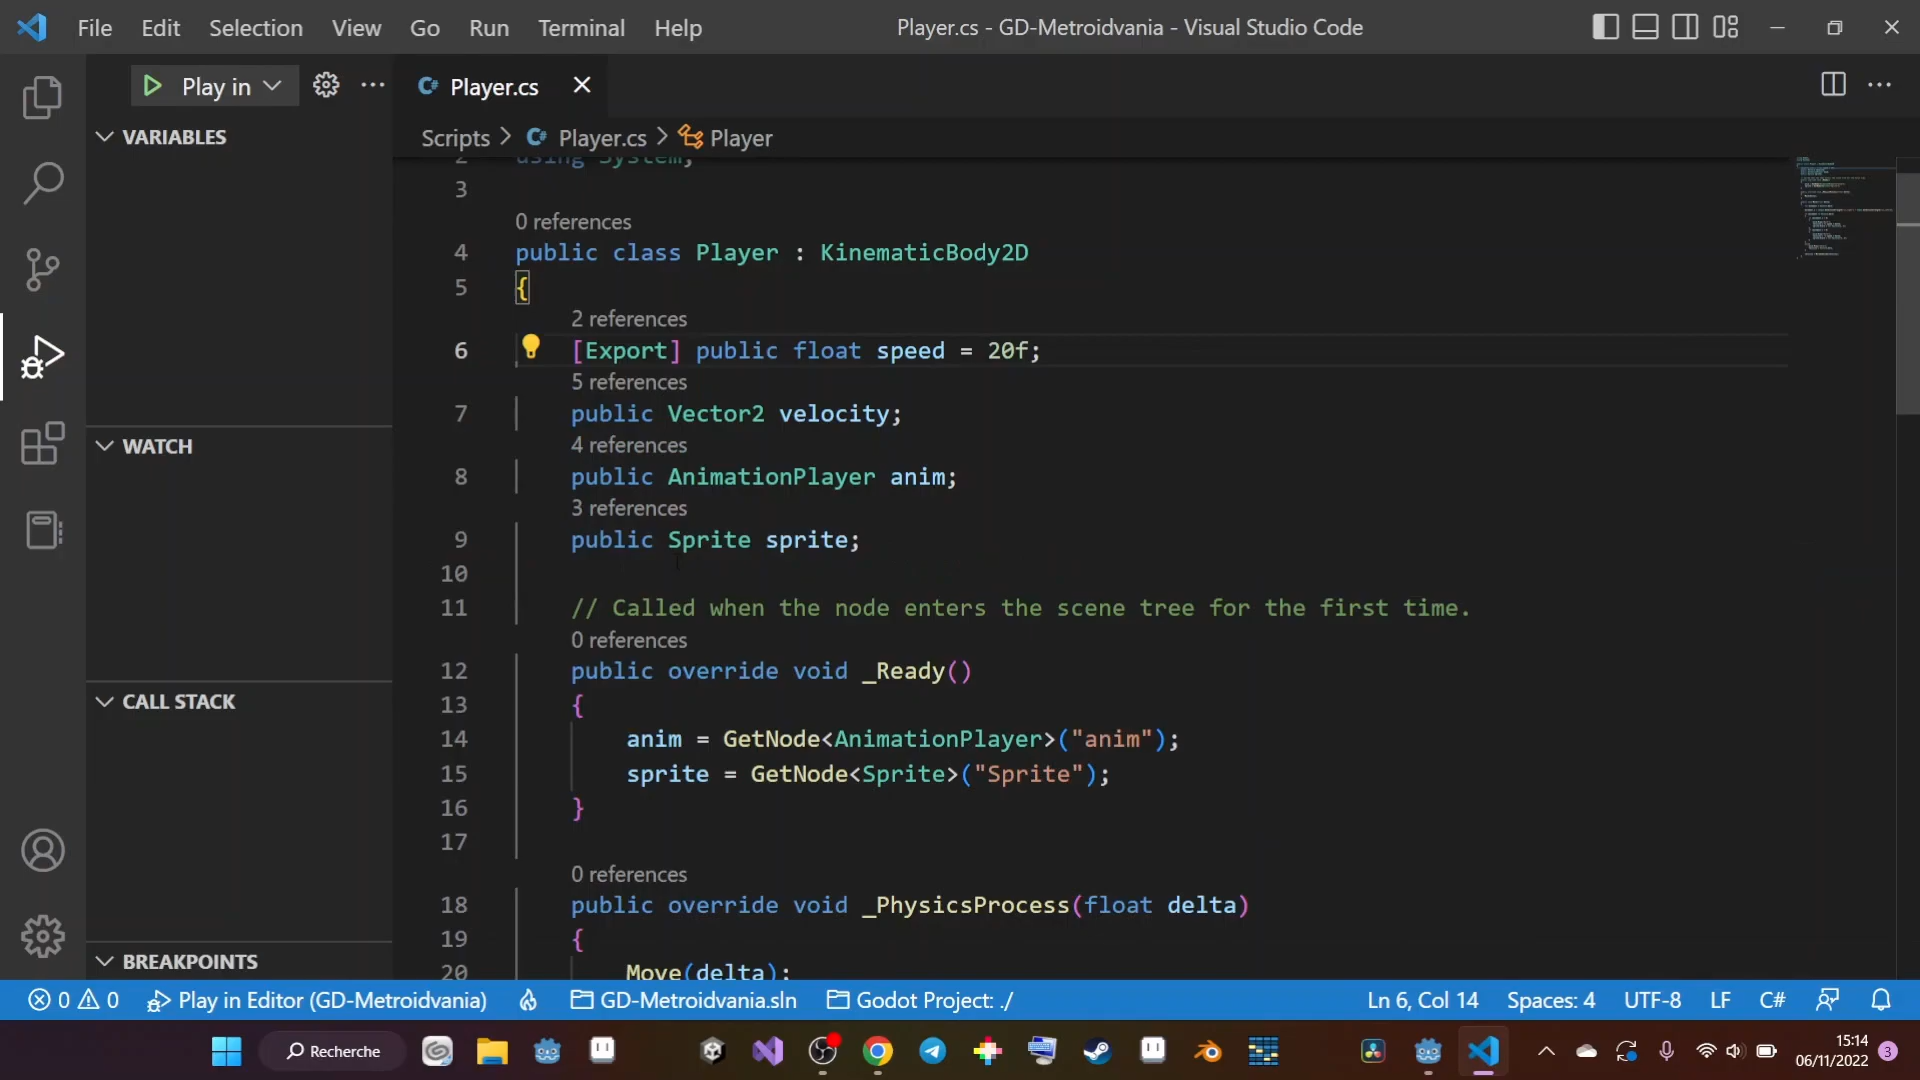 File Edit Selection View Go Run Terminal Help
Player.cs - GD-Metroidvania - Visual Studio Code
Play in
Player.cs
VARIABLES
WATCH
CALL STACK
BREAKPOINTS
Scripts > Player.cs > Player
2 using System;
3
0 references
4 public class Player : KinematicBody2D
5 {
2 references
6 [Export] public float speed = 20f;
5 references
7 public Vector2 velocity;
4 references
8 public AnimationPlayer anim;
3 references
9 public Sprite sprite;
10
11 // Called when the node enters the scene tree for the first time.
0 references
12 public override void _Ready()
13 {
14 anim = GetNode<AnimationPlayer>("anim");
15 sprite = GetNode<Sprite>("Sprite");
16 }
17
0 references
18 public override void _PhysicsProcess(float delta)
19 {
20 Move(delta);
0 0 Play in Editor (GD-Metroidvania) GD-Metroidvania.sln Godot Project: ./ Ln 6, Col 14 Spaces: 4 UTF-8 LF C#
Recherche
15:14
06/11/2022
3